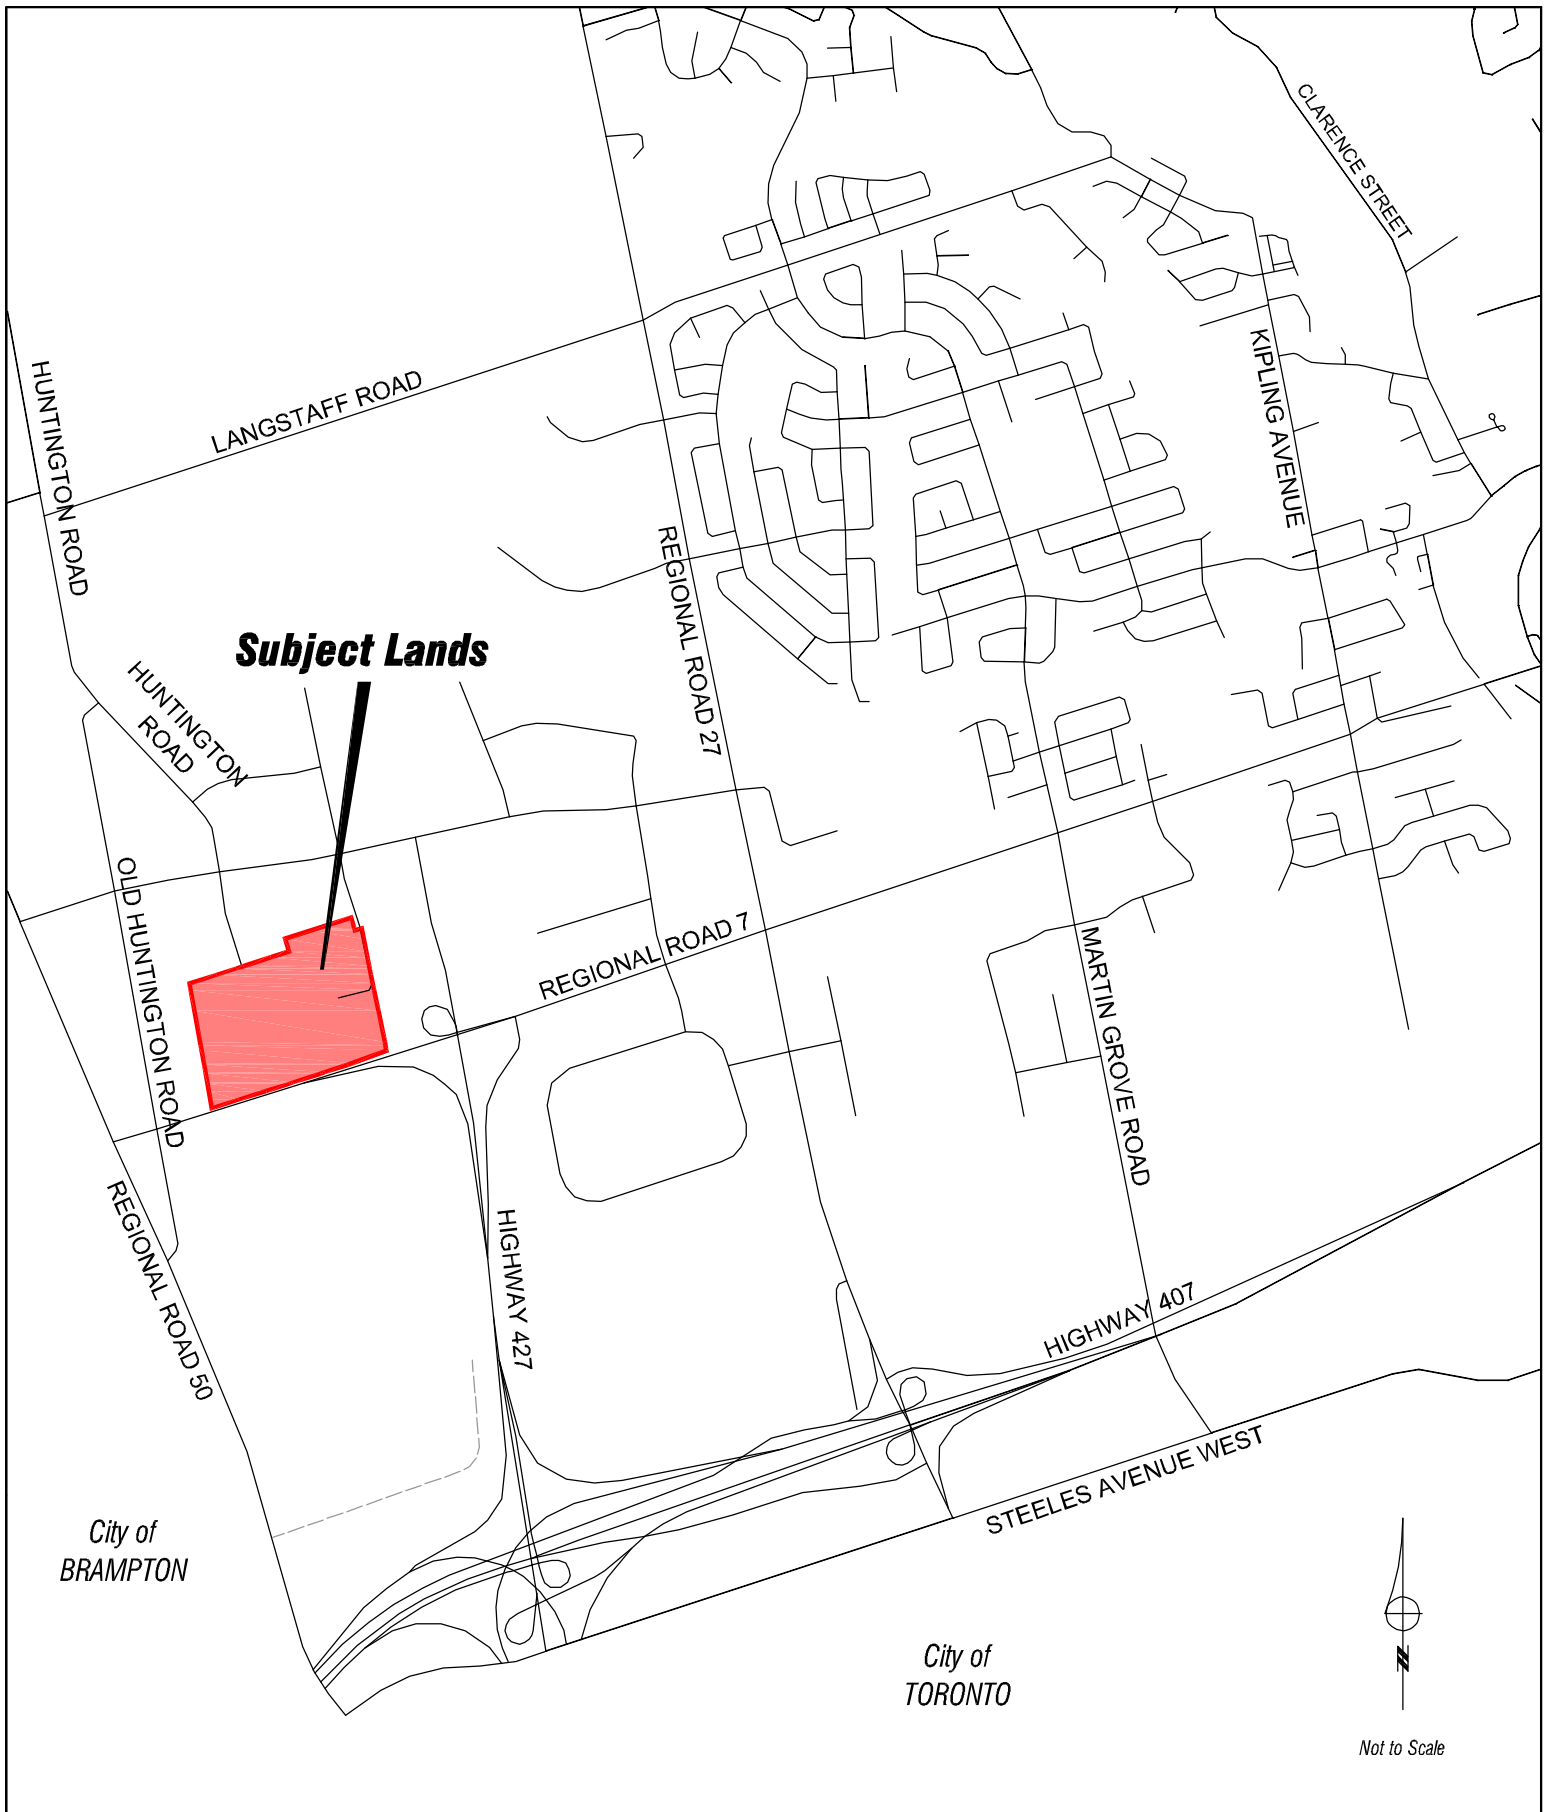 CLARENCE STREET
KIPLING AVENUE
HUNTINGTON ROAD
LANGSTAFF ROAD
REGIONAL ROAD 27
Subject Lands
HUNTINGTON
ROAD
OLD HUNTINGTON ROAD
REGIONAL ROAD 7
MARTIN GROVE ROAD
REGIONAL ROAD 50
HIGHWAY 427
HIGHWAY 407
STEELES AVENUE WEST
City of
BRAMPTON
City of
TORONTO
N
Not to Scale